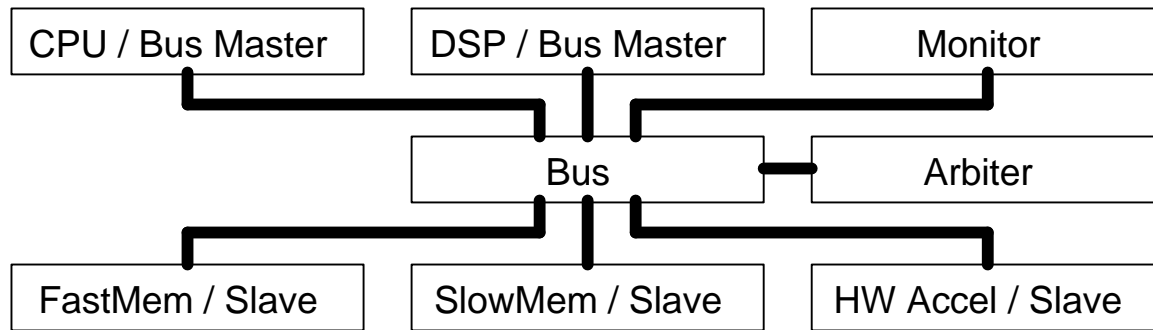 CPU / Bus Master
DSP / Bus Master
Monitor
Bus
Arbiter
FastMem / Slave
SlowMem / Slave
HW Accel / Slave